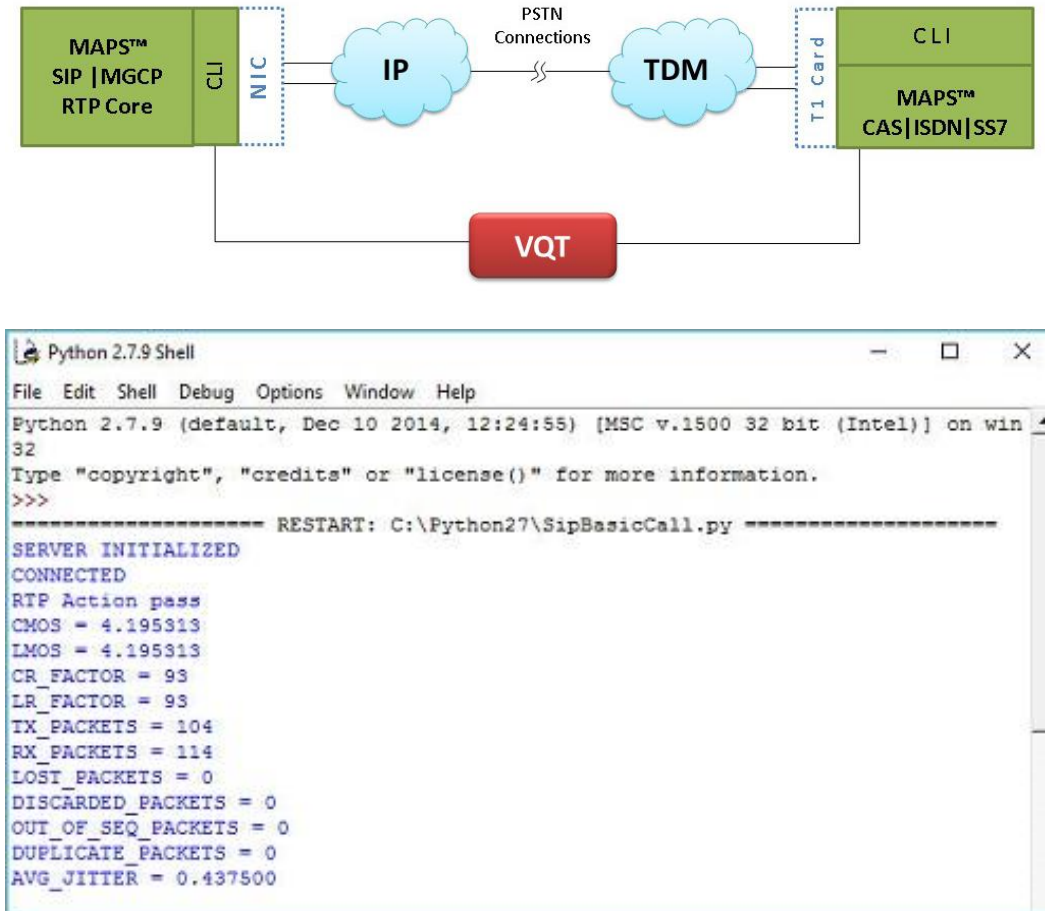 MAPS™
SIP |MGCP
RTP Core
CLI
NIC
IP
PSTN
Connections
TDM
T1 Card
CLI
MAPS™
CAS|ISDN|SS7
VQT
Python 2.7.9 Shell
File Edit Shell Debug Options Window Help
Python 2.7.9 (default, Dec 10 2014, 12:24:55) [MSC v.1500 32 bit (Intel)] on win
32
Type "copyright", "credits" or "license()" for more information.
>>>
==================== RESTART: C:\Python27\SipBasicCall.py ====================
SERVER INITIALIZED
CONNECTED
RTP Action pass
CMOS = 4.195313
LMOS = 4.195313
CR_FACTOR = 93
LR_FACTOR = 93
TX_PACKETS = 104
RX_PACKETS = 114
LOST_PACKETS = 0
DISCARDED_PACKETS = 0
OUT_OF_SEQ_PACKETS = 0
DUPLICATE_PACKETS = 0
AVG_JITTER = 0.437500